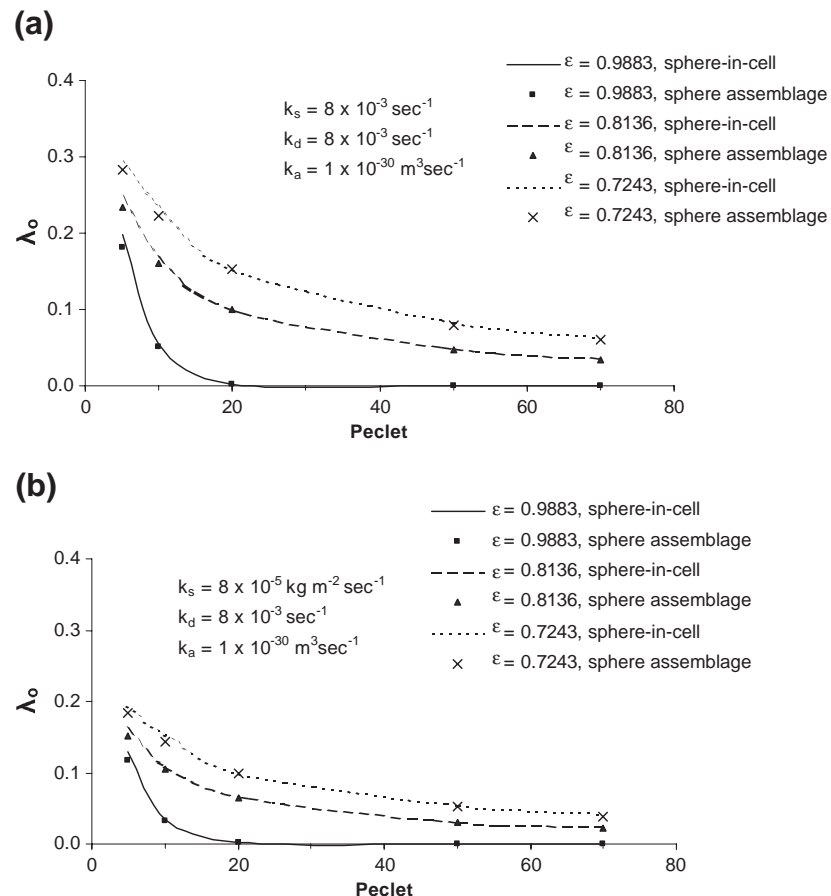 (a)
ε = 0.9883, sphere-in-cell
ε = 0.9883, sphere assemblage
ε = 0.8136, sphere-in-cell
ε = 0.8136, sphere assemblage
ε = 0.7243, sphere-in-cell
ε = 0.7243, sphere assemblage
kₛ = 8 x 10⁻³ sec⁻¹
k_d = 8 x 10⁻³ sec⁻¹
kₐ = 1 x 10⁻³⁰ m³sec⁻¹
0.4
0.3
0.2
0.1
0.0
λₒ
0 20 40 60 80
Peclet
(b)
ε = 0.9883, sphere-in-cell
ε = 0.9883, sphere assemblage
ε = 0.8136, sphere-in-cell
ε = 0.8136, sphere assemblage
ε = 0.7243, sphere-in-cell
ε = 0.7243, sphere assemblage
kₛ = 8 x 10⁻⁵ kg m⁻² sec⁻¹
k_d = 8 x 10⁻³ sec⁻¹
kₐ = 1 x 10⁻³⁰ m³sec⁻¹
0.4
0.3
0.2
0.1
0.0
λₒ
0 20 40 60 80
Peclet